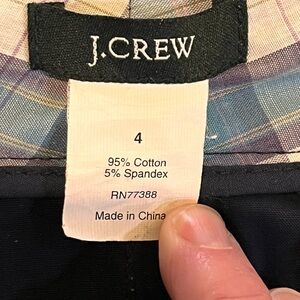 J.CREW
4
95% Cotton
5% Spandex
RN77388
Made in China